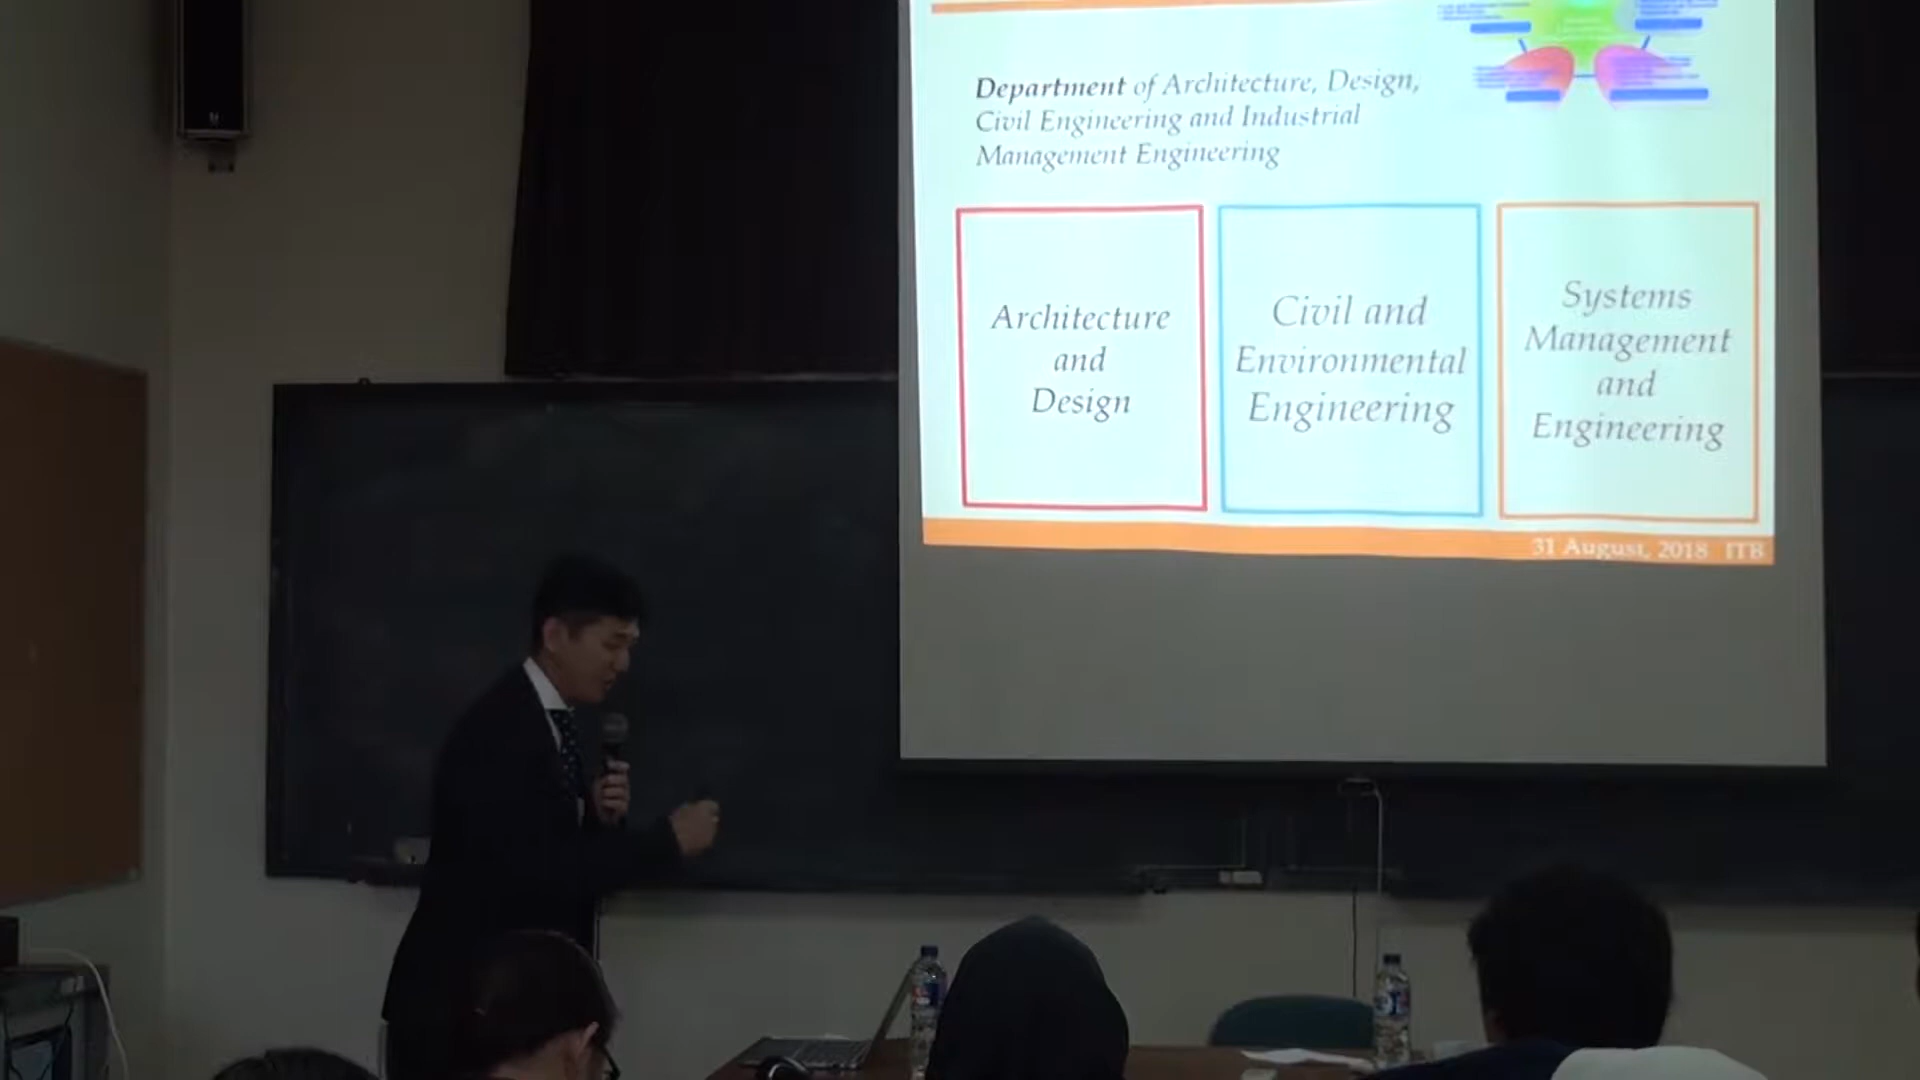 Department of Architecture, Design,
Civil Engineering and Industrial
Management Engineering
Architecture
and
Design
Civil and
Environmental
Engineering
Systems
Management
and
Engineering
31 August, 2018 ITB